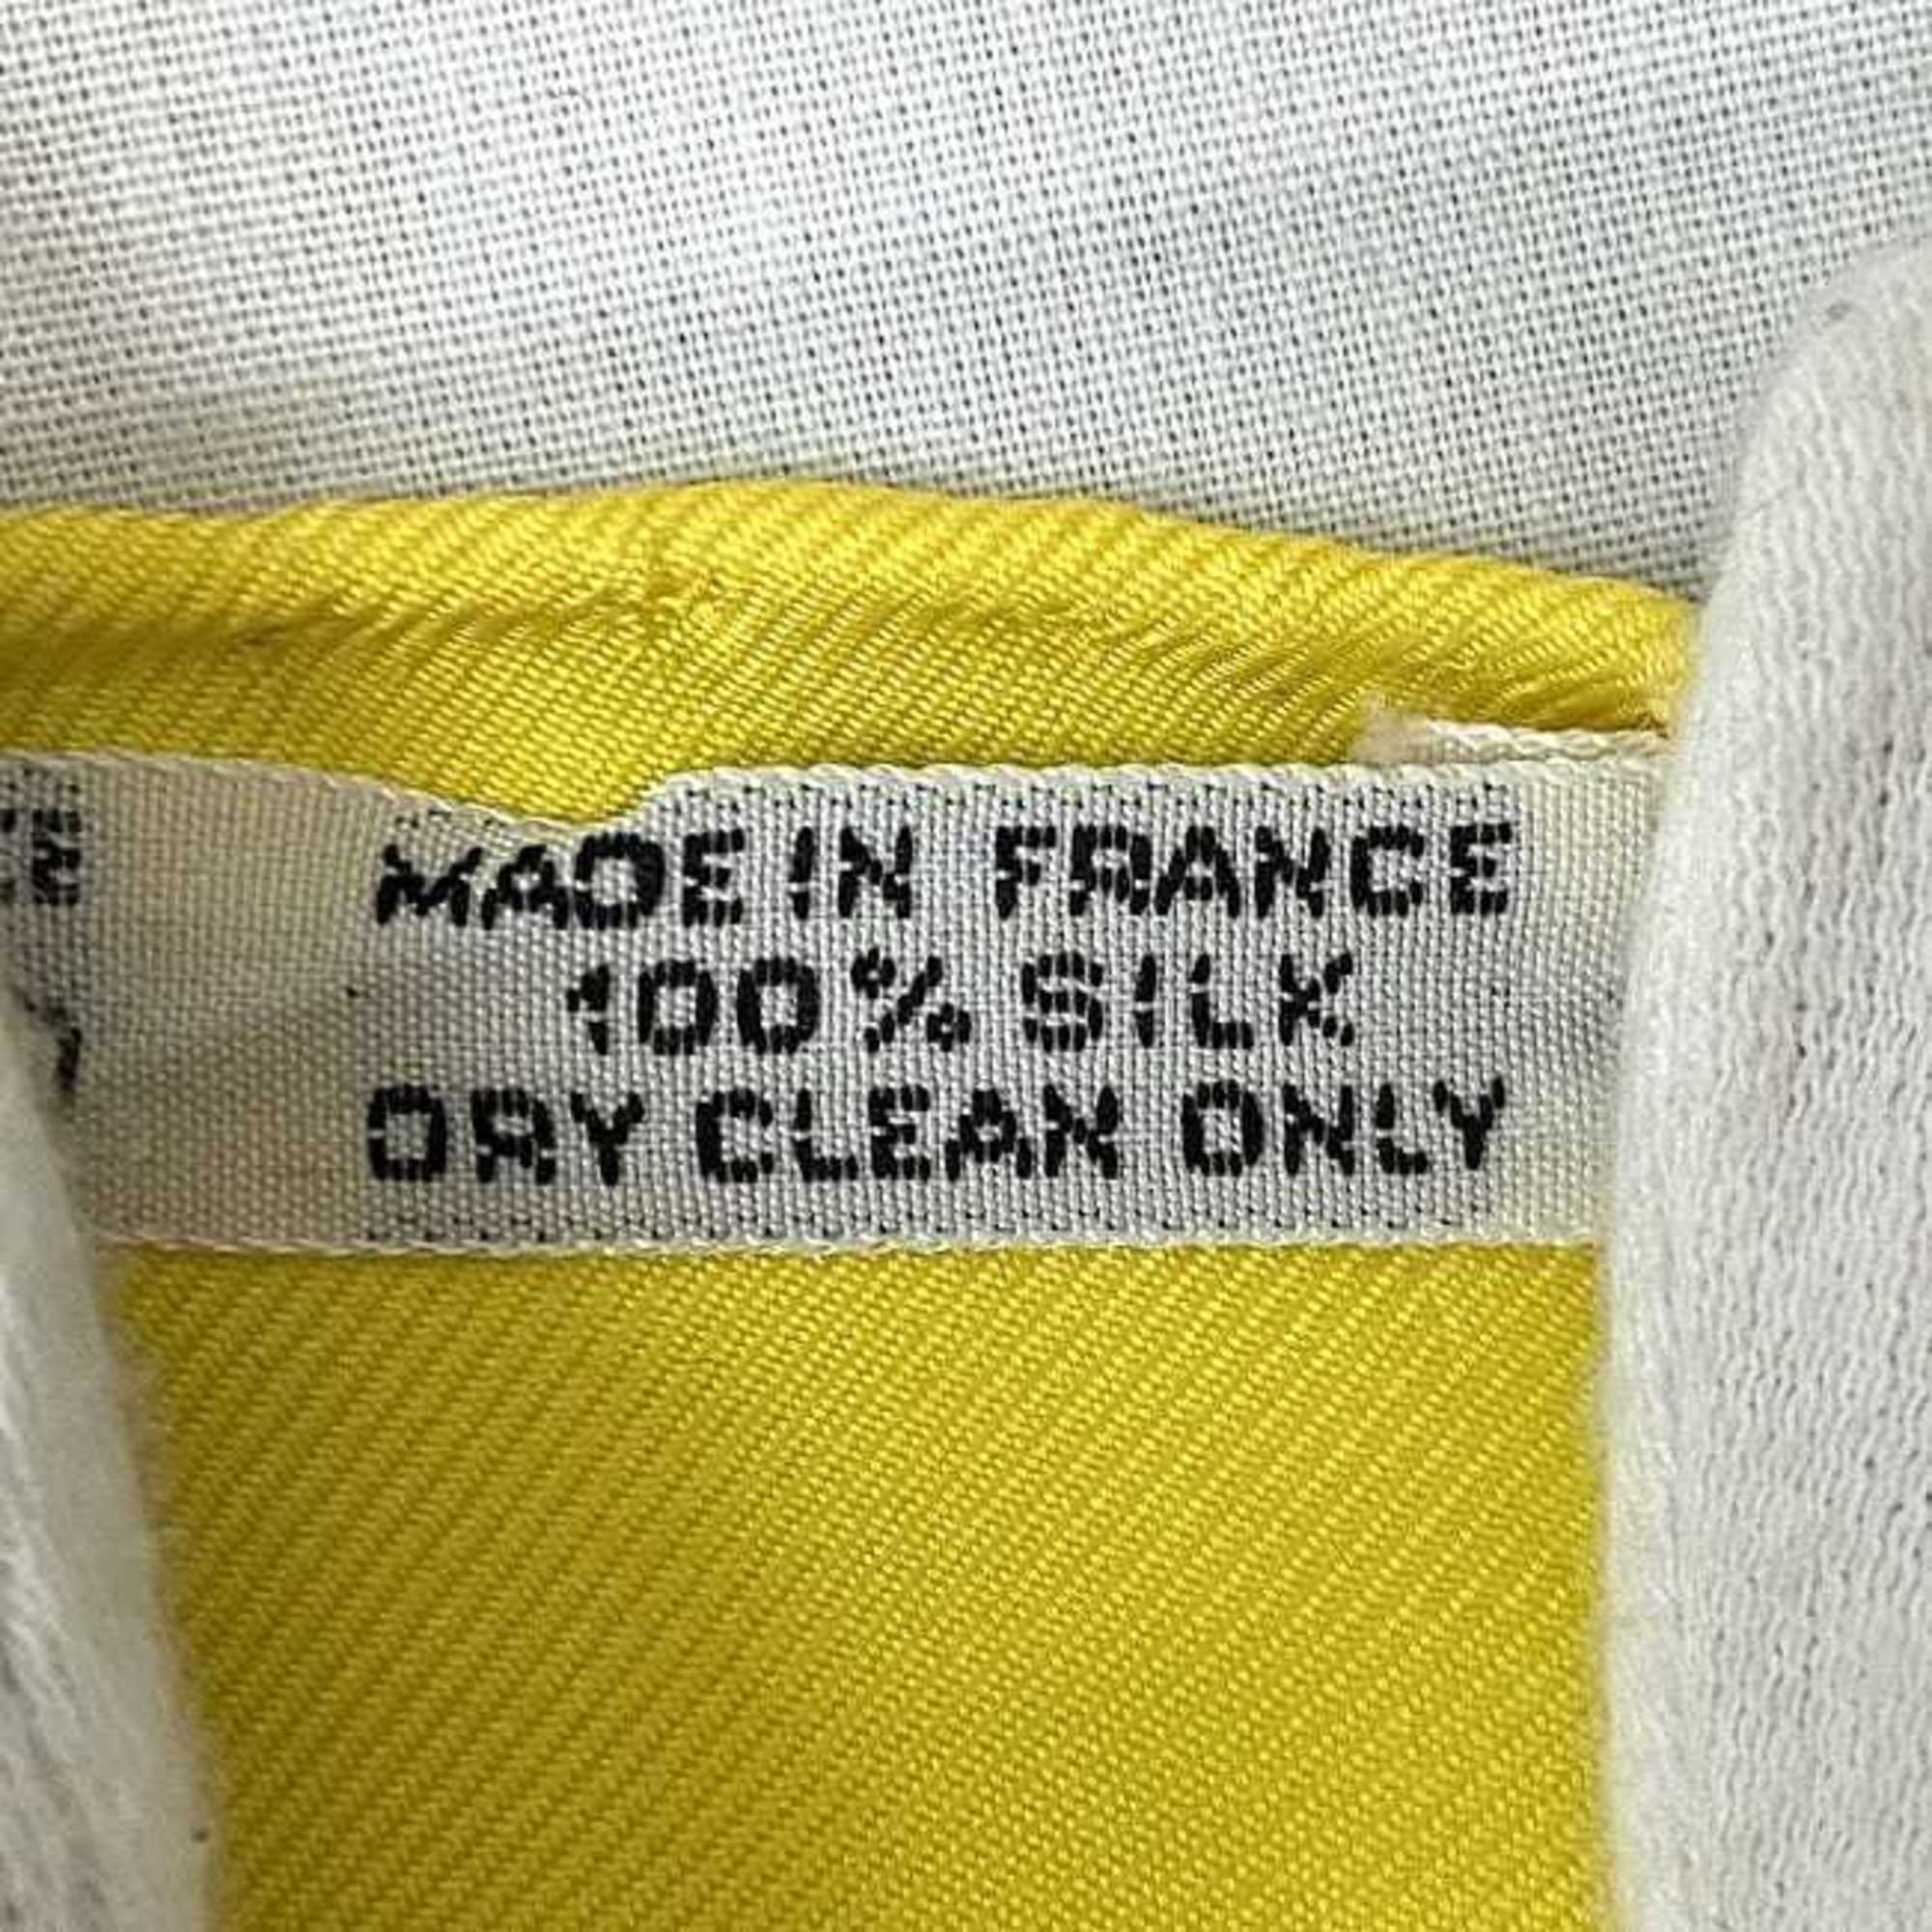 MADE IN FRANCE
100% SILK
DRY CLEAN ONLY